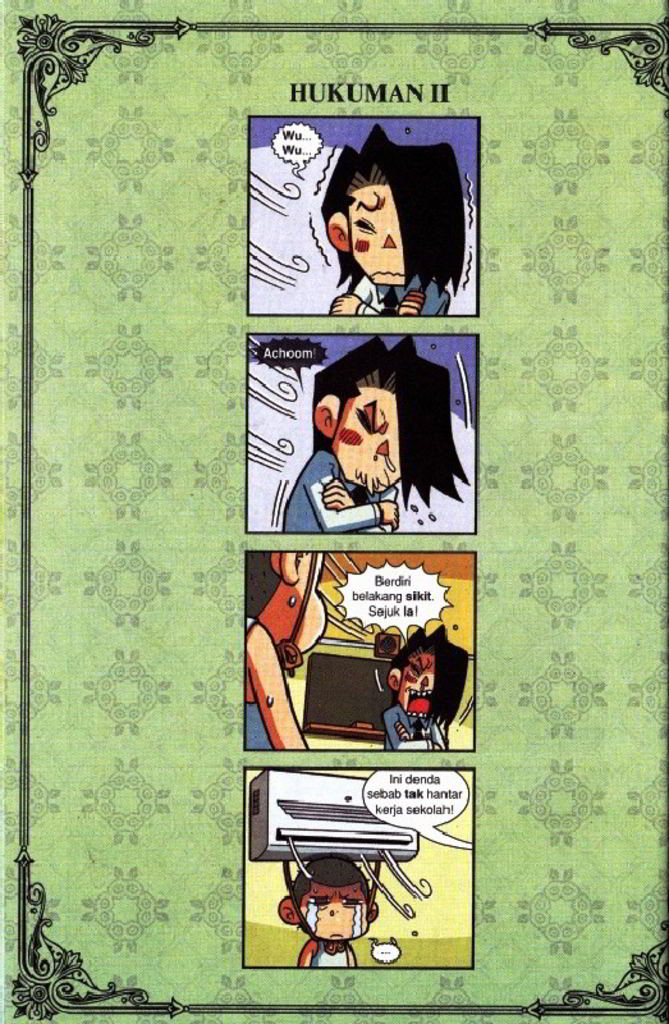 HUKUMAN II
Wu...
Wu...
Achoom!
Berdiri
belakang sikit.
Sejuk la!
Ini denda
sebab tak hantar
kerja sekolah!
....